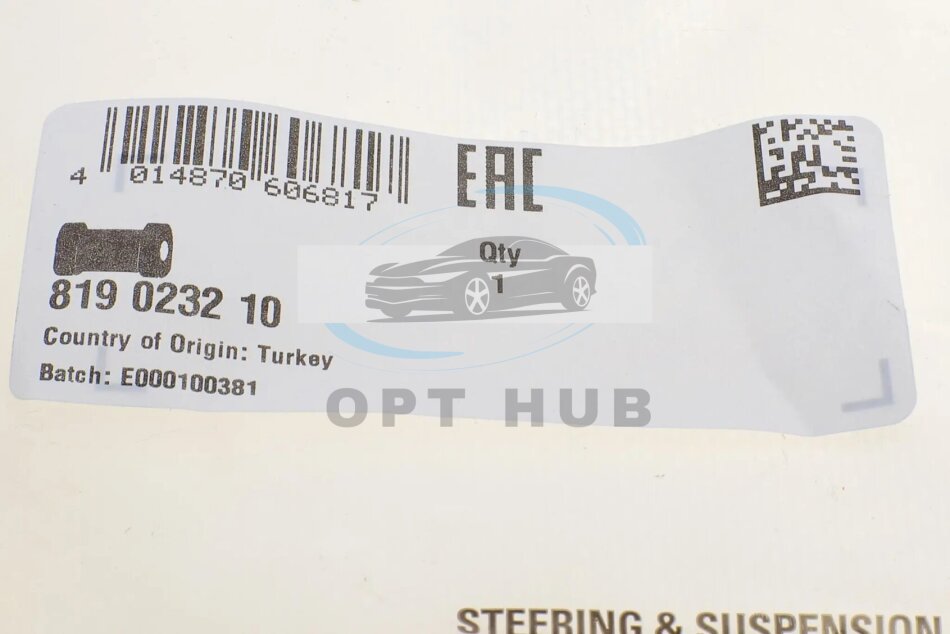 4 014870 606817
EAC
Qty
1
819 0232 10
Country of Origin: Turkey
Batch: E000100381
OPT HUB
STEERING & SUSPENSION